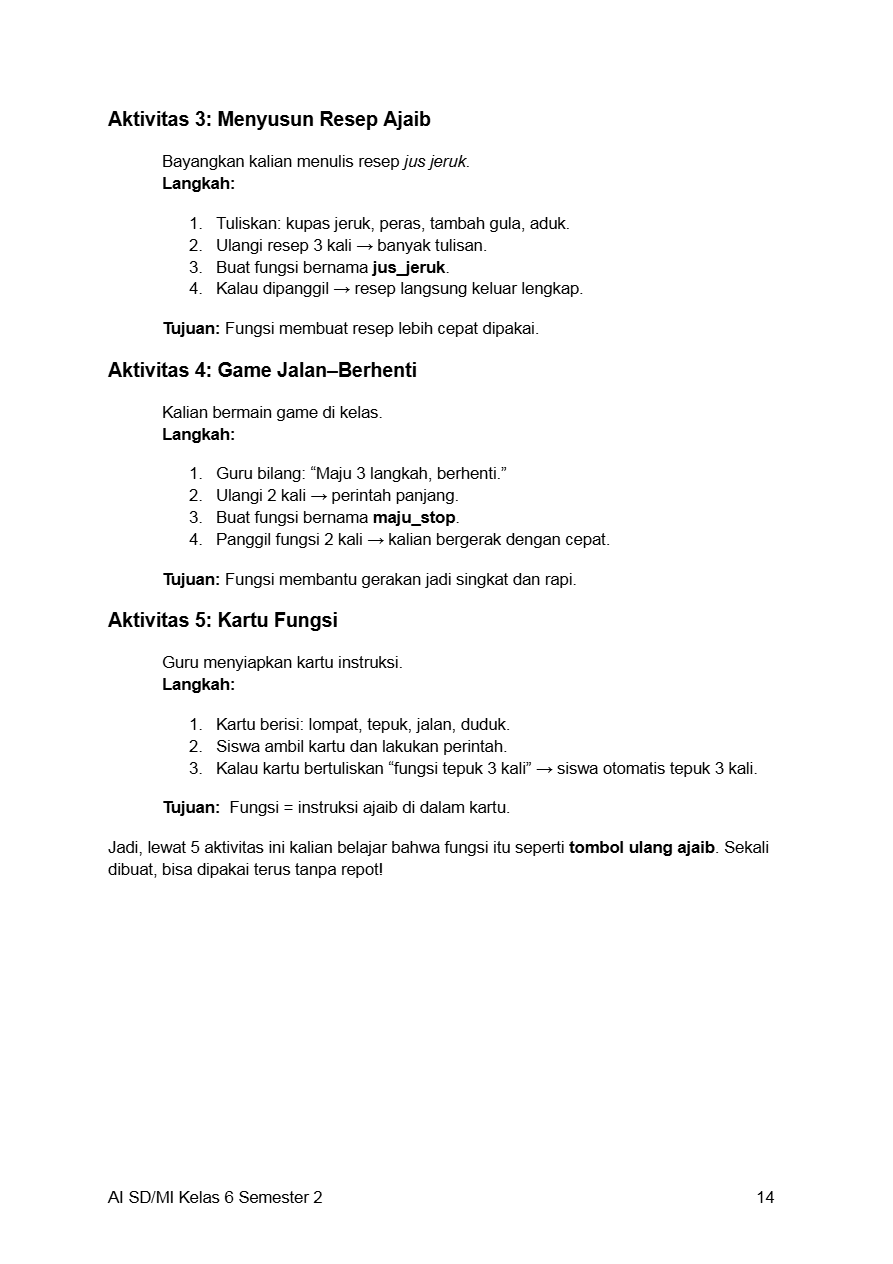 Aktivitas 3: Menyusun Resep Ajaib
Bayangkan kalian menulis resep jus jeruk.
Langkah:
1. Tuliskan: kupas jeruk, peras, tambah gula, aduk.
2. Ulangi resep 3 kali → banyak tulisan.
3. Buat fungsi bernama jus_jeruk.
4. Kalau dipanggil → resep langsung keluar lengkap.
Tujuan: Fungsi membuat resep lebih cepat dipakai.
Aktivitas 4: Game Jalan–Berhenti
Kalian bermain game di kelas.
Langkah:
1. Guru bilang: “Maju 3 langkah, berhenti.”
2. Ulangi 2 kali → perintah panjang.
3. Buat fungsi bernama maju_stop.
4. Panggil fungsi 2 kali → kalian bergerak dengan cepat.
Tujuan: Fungsi membantu gerakan jadi singkat dan rapi.
Aktivitas 5: Kartu Fungsi
Guru menyiapkan kartu instruksi.
Langkah:
1. Kartu berisi: lompat, tepuk, jalan, duduk.
2. Siswa ambil kartu dan lakukan perintah.
3. Kalau kartu bertuliskan “fungsi tepuk 3 kali” → siswa otomatis tepuk 3 kali.
Tujuan: Fungsi = instruksi ajaib di dalam kartu.
Jadi, lewat 5 aktivitas ini kalian belajar bahwa fungsi itu seperti tombol ulang ajaib. Sekali
dibuat, bisa dipakai terus tanpa repot!
AI SD/MI Kelas 6 Semester 2 14